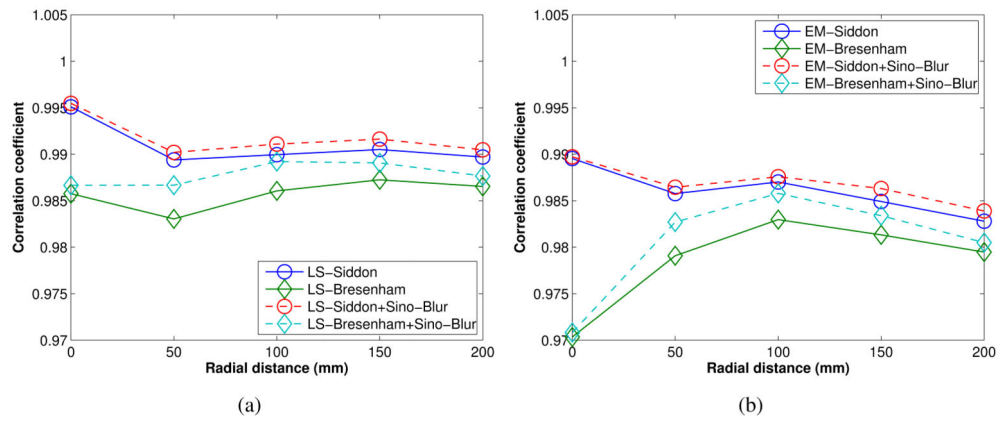 1.005
1
0.995
0.99
0.985
0.98
0.975
0.97
Correlation coefficient
LS−Siddon
LS−Bresenham
LS−Siddon+Sino−Blur
LS−Bresenham+Sino−Blur
0 50 100 150 200
Radial distance (mm)
(a)
1.005
1
0.995
0.99
0.985
0.98
0.975
0.97
Correlation coefficient
EM−Siddon
EM−Bresenham
EM−Siddon+Sino−Blur
EM−Bresenham+Sino−Blur
0 50 100 150 200
Radial distance (mm)
(b)